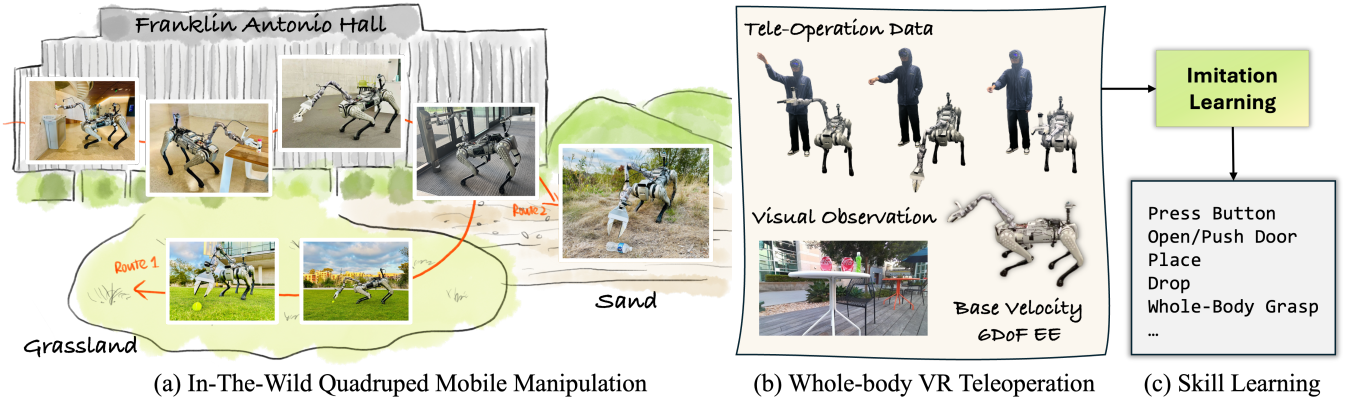 Franklin Antonio Hall
Route 2
Route 1
Sand
Grassland
(a) In-The-Wild Quadruped Mobile Manipulation
Tele-Operation Data
Visual Observation
Base Velocity
6DoF EE
(b) Whole-body VR Teleoperation
Imitation
Learning
Press Button
Open/Push Door
Place
Drop
Whole-Body Grasp
…
(c) Skill Learning